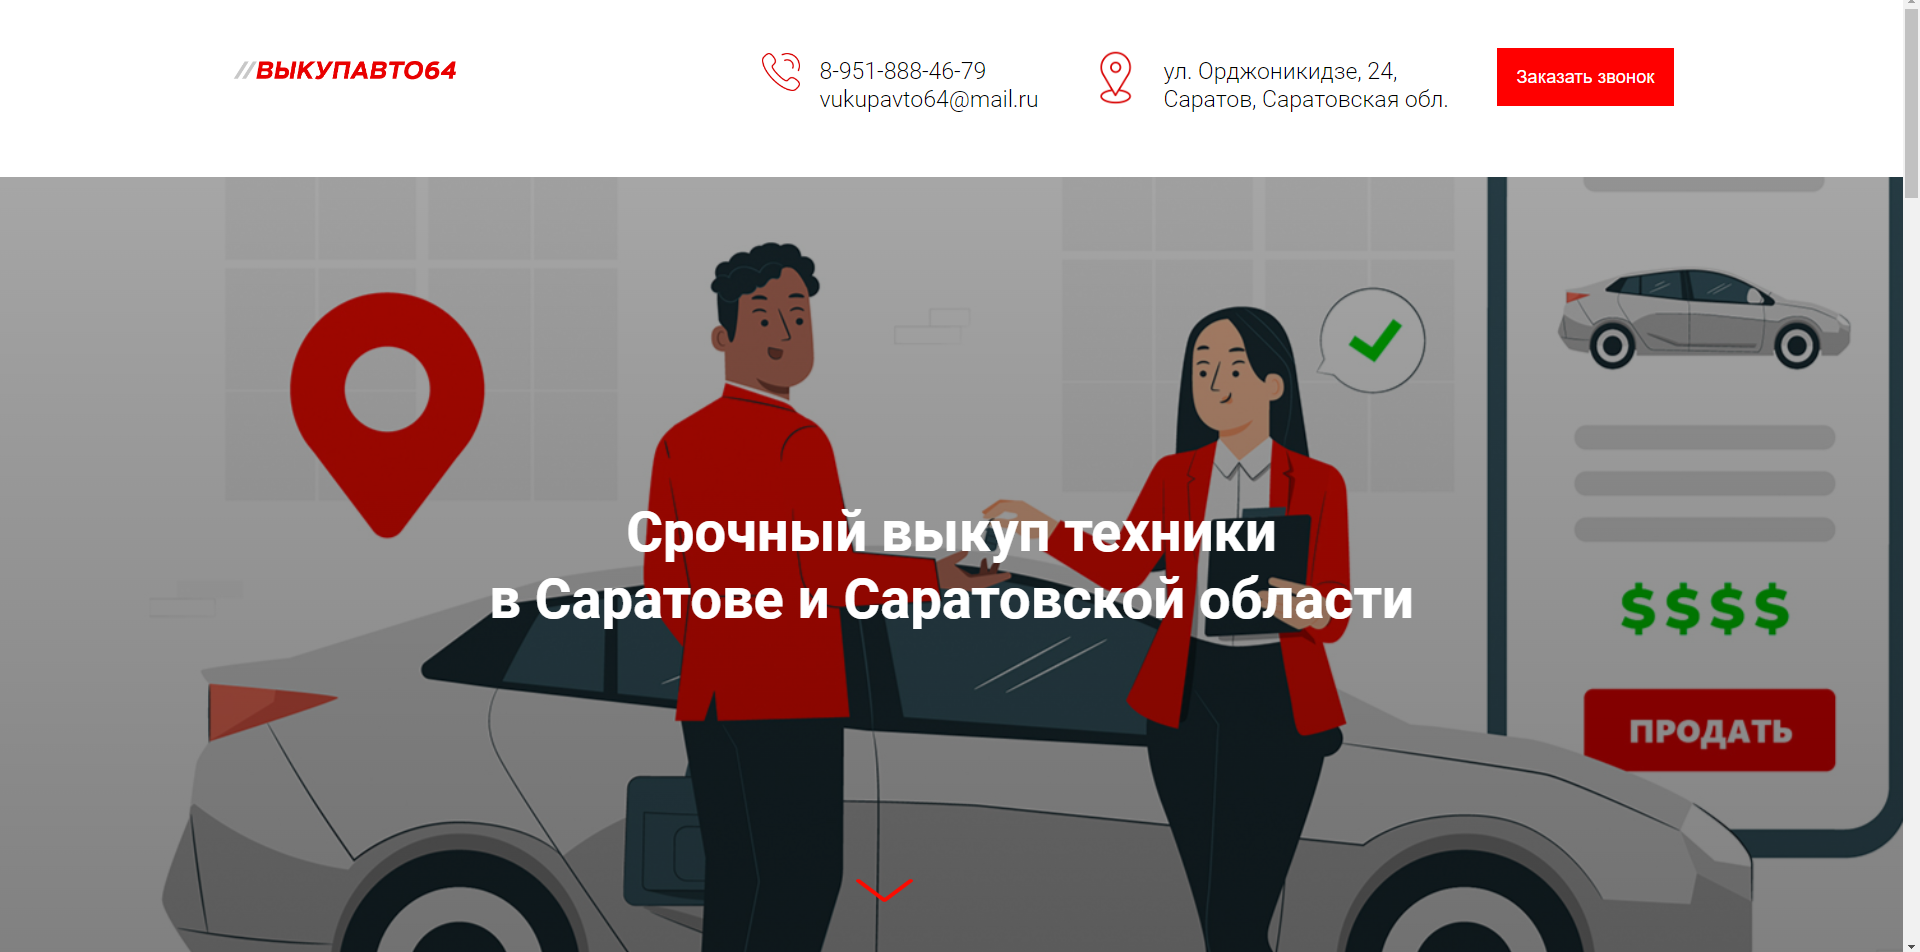 //ВЫКУПАВТО64
8-951-888-46-79
vukupavto64@mail.ru
ул. Орджоникидзе, 24,
Саратов, Саратовская обл.
Заказать звонок
Срочный выкуп техники
в Саратове и Саратовской области
$$$$
ПРОДАТЬ